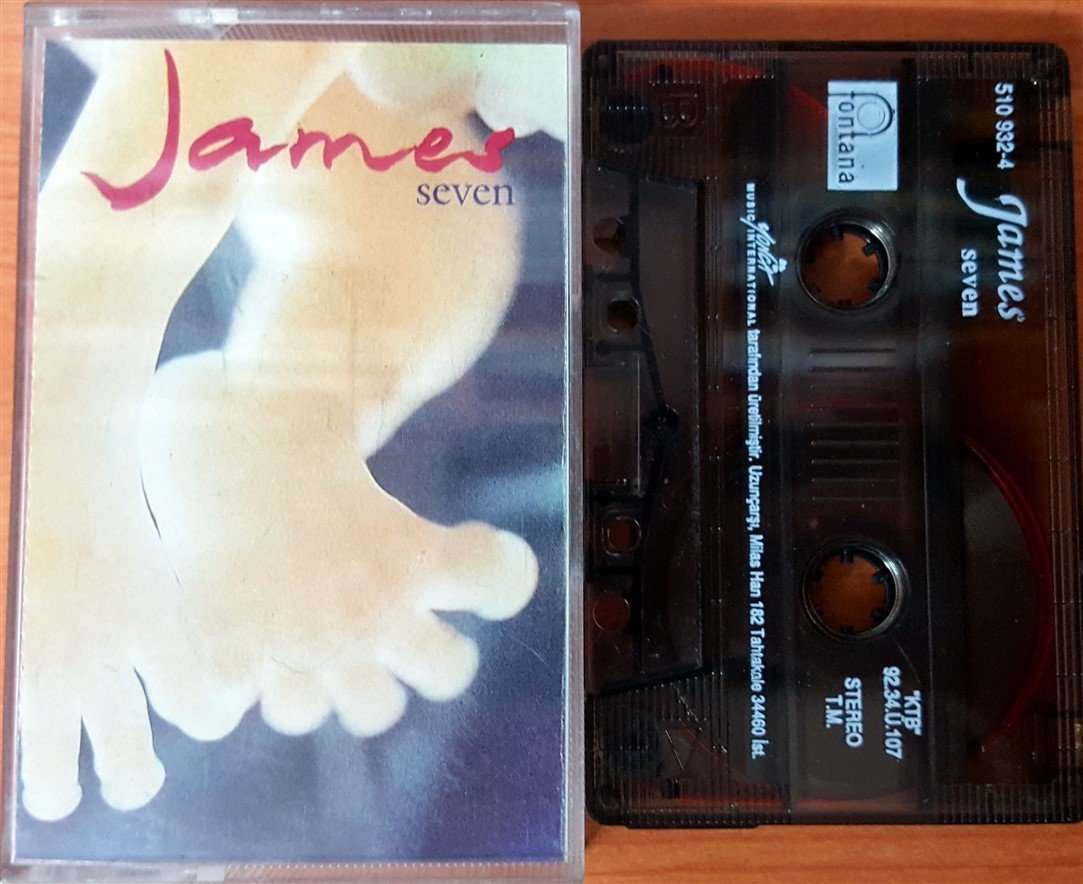 James
seven
510 932-4
James
seven
fontana
MUSIC YONGA INTERNATIONAL tarafından üretilmiştir. Uzunçarşı, Milas Han 182 Tahtakale 34460 İst.
"KTB"
92.34.U.107
STEREO
T.M.
B
A